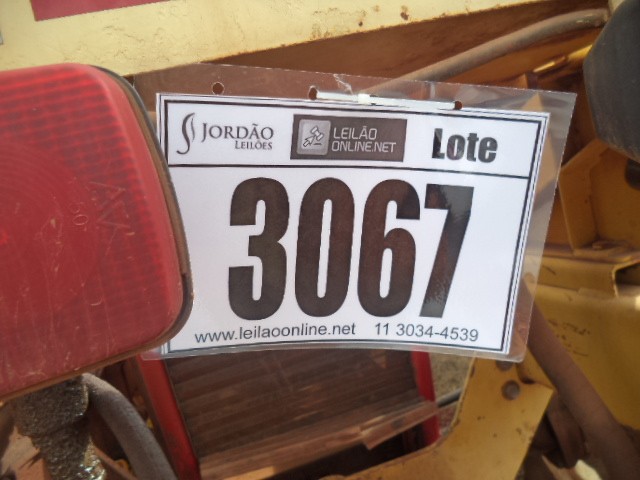 JORDÃO
LEILÕES
LEILÃO
ONLINE.NET
Lote
3067
www.leilaoonline.net 11 3034-4539